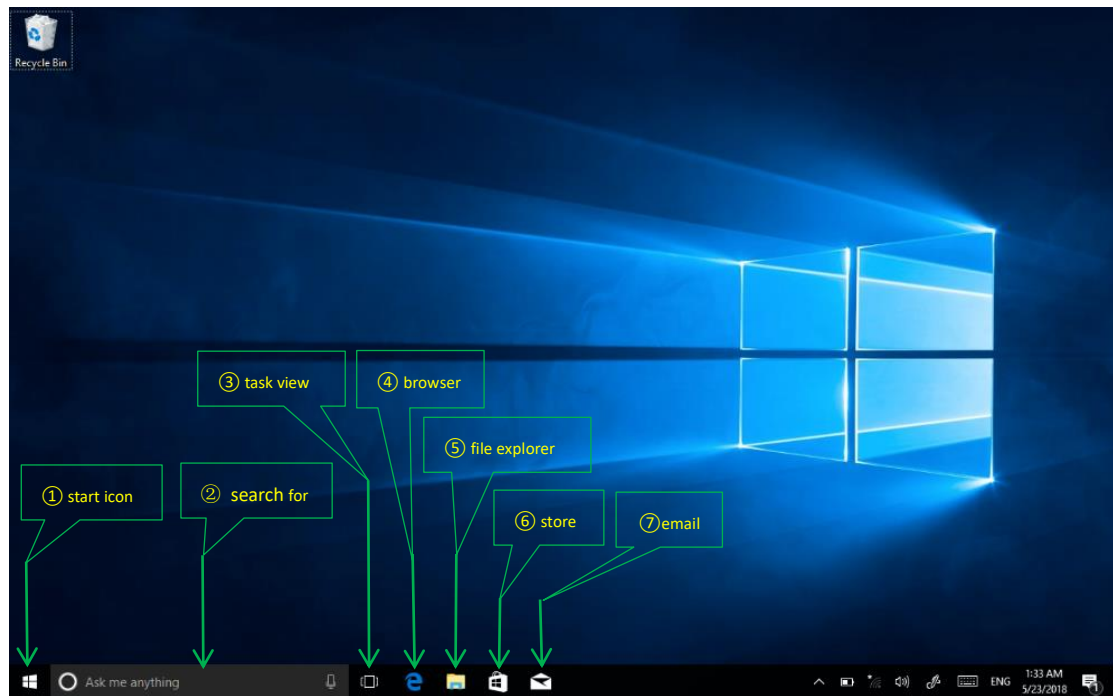 Recycle Bin
③ task view
④ browser
⑤ file explorer
① start icon
② search for
⑥ store
⑦email
Ask me anything
ENG
1:33 AM
5/23/2018
1